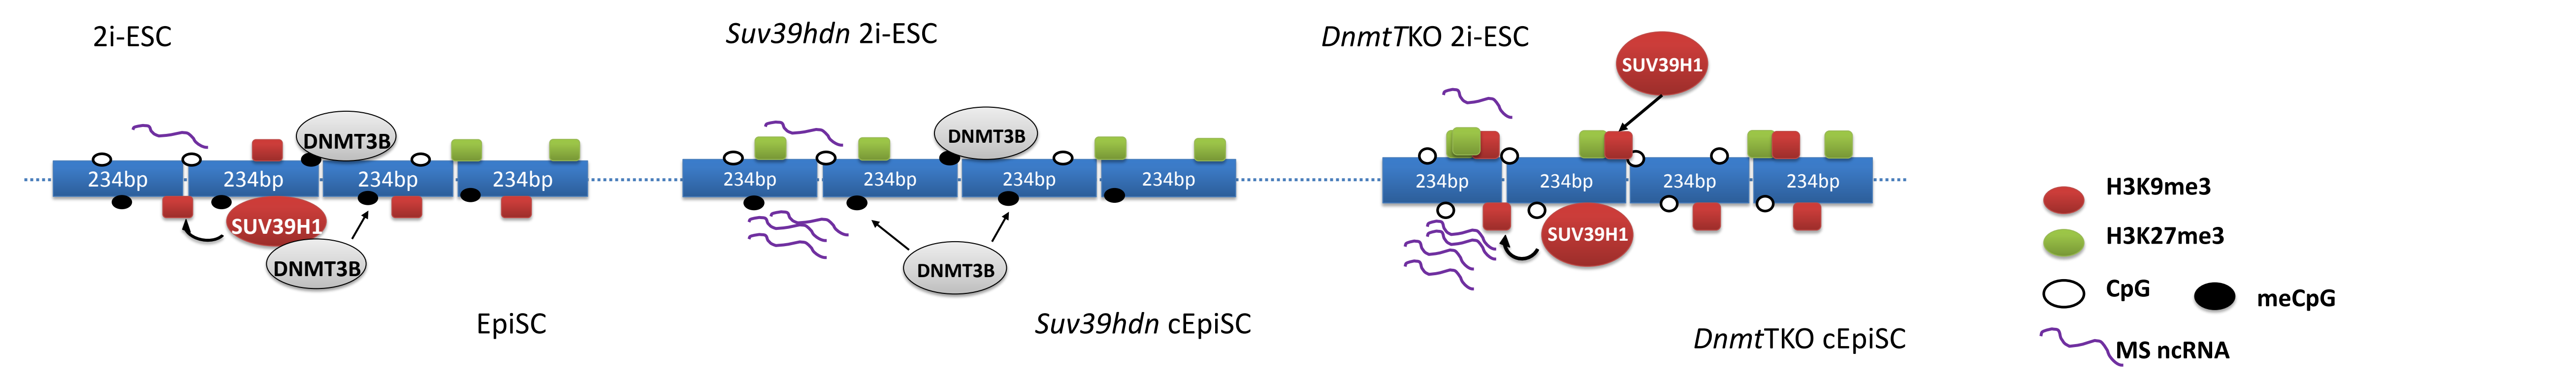 2i-ESC
DNMT3B
234bp 234bp 234bp 234bp
SUV39H1
DNMT3B
EpiSC
Suv39hdn 2i-ESC
DNMT3B
234bp 234bp 234bp 234bp
DNMT3B
Suv39hdn cEpiSC
DnmtTKO 2i-ESC
SUV39H1
234bp 234bp 234bp 234bp
SUV39H1
DnmtTKO cEpiSC
H3K9me3
H3K27me3
CpG meCpG
MS ncRNA